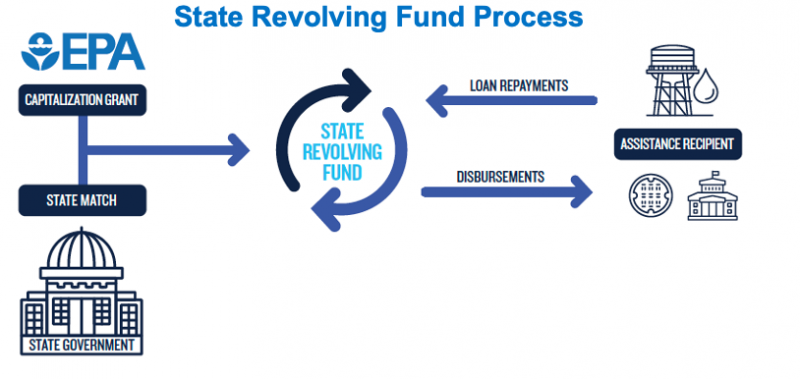 State Revolving Fund Process
EPA
CAPITALIZATION GRANT
STATE MATCH
STATE GOVERNMENT
STATE
REVOLVING
FUND
LOAN REPAYMENTS
DISBURSEMENTS
ASSISTANCE RECIPIENT